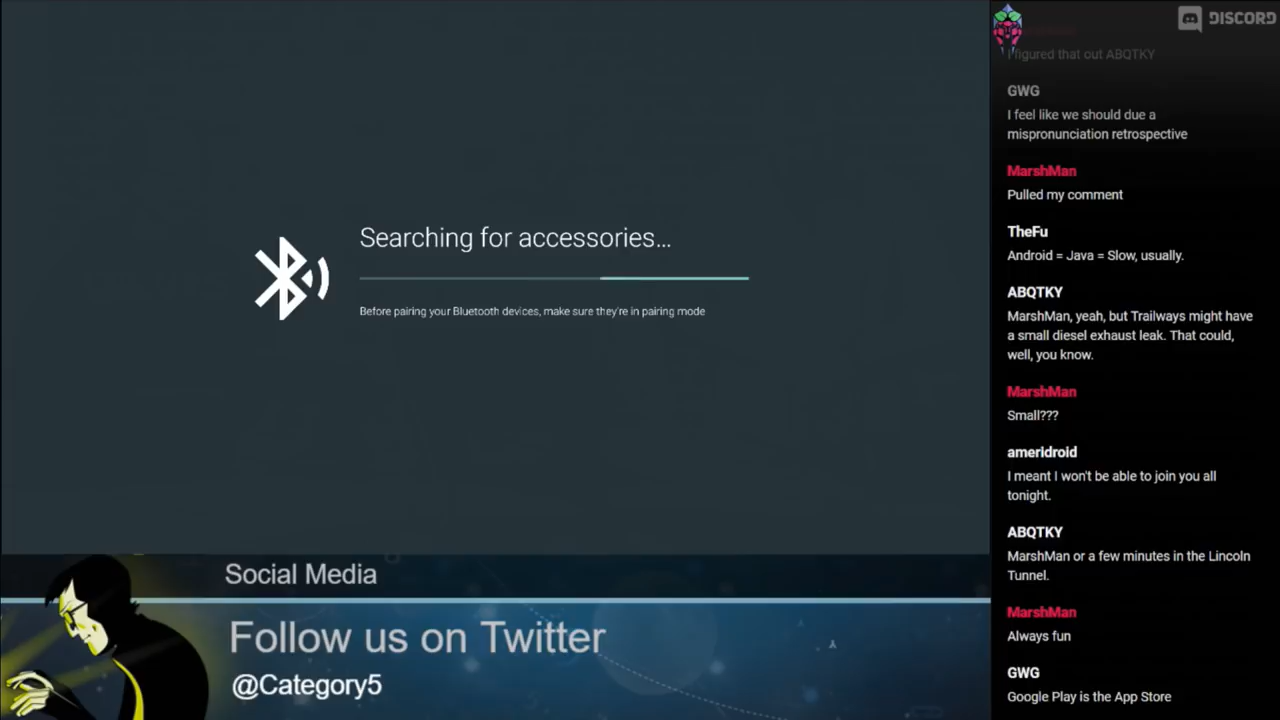 Searching for accessories...
Before pairing your Bluetooth devices, make sure they're in pairing mode
Social Media
Follow us on Twitter
@Category5
DISCORD
I figured that out ABQTKY
GWG
I feel like we should due a
mispronunciation retrospective
MarshMan
Pulled my comment
TheFu
Android = Java = Slow, usually.
ABQTKY
MarshMan, yeah, but Trailways might have
a small diesel exhaust leak. That could,
well, you know.
MarshMan
Small???
ameridroid
I meant I won't be able to join you all
tonight.
ABQTKY
MarshMan or a few minutes in the Lincoln
Tunnel.
MarshMan
Always fun
GWG
Google Play is the App Store